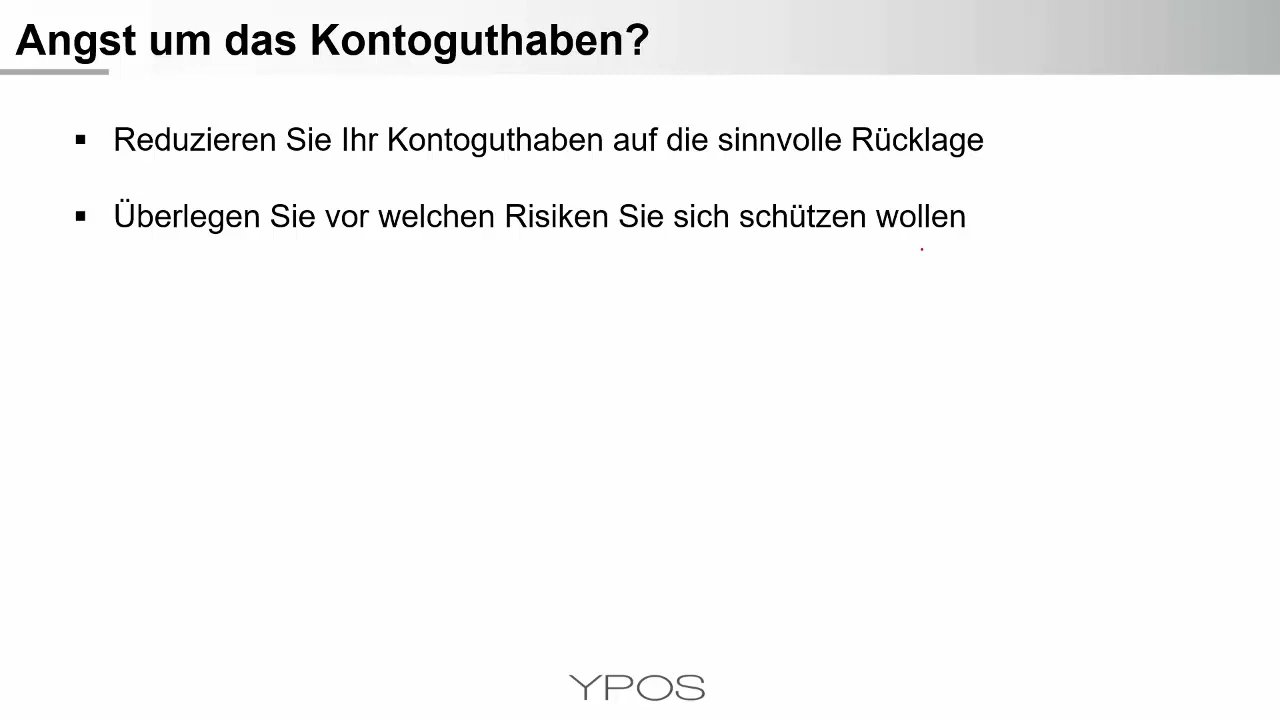 Angst um das Kontoguthaben?
▪ Reduzieren Sie Ihr Kontoguthaben auf die sinnvolle Rücklage
▪ Überlegen Sie vor welchen Risiken Sie sich schützen wollen
YPOS